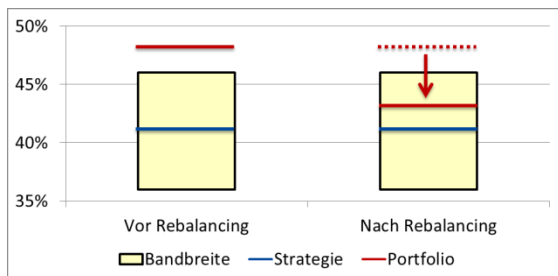 50%
45%
40%
35%
Vor Rebalancing Nach Rebalancing
Bandbreite Strategie Portfolio